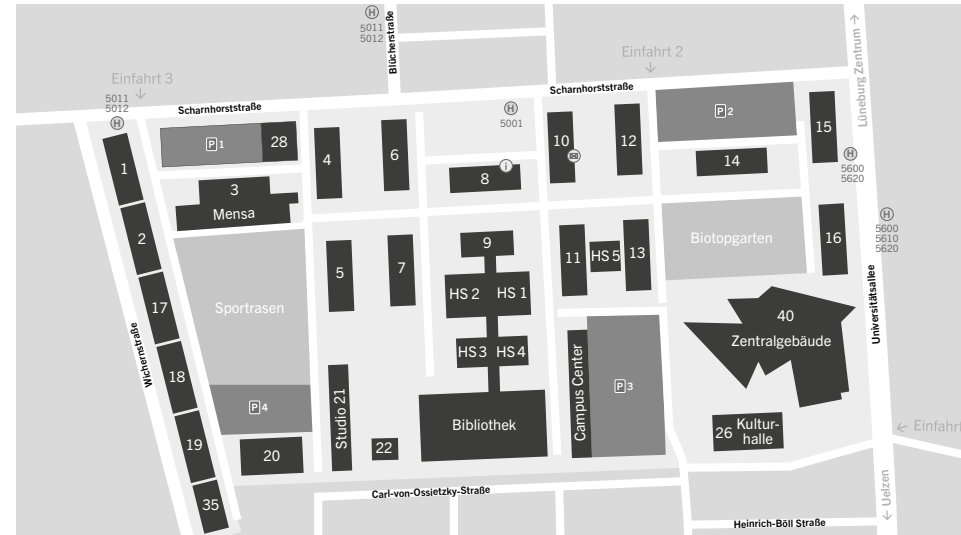 H
5011
5012
Blücherstraße
Einfahrt 2
↓
Lüneburg Zentrum →
Einfahrt 3
↓
5011
5012
H
Scharnhorststraße
Scharnhorststraße
H
5001
P 1
28
4
6
8
i
10
12
P 2
14
15
H
5600
5620
1
3
Mensa
2
17
18
19
35
Wichernstraße
Sportrasen
P 4
20
5
7
9
HS 2
HS 1
HS 3
HS 4
Studio 21
22
Bibliothek
11
HS 5
13
Campus Center
P 3
Biotopgarten
16
H
5600
5610
5620
Universitätsallee
40
Zentralgebäude
26 Kultur-
halle
← Einfahrt
Carl-von-Ossietzky-Straße
Heinrich-Böll Straße
← Uelzen